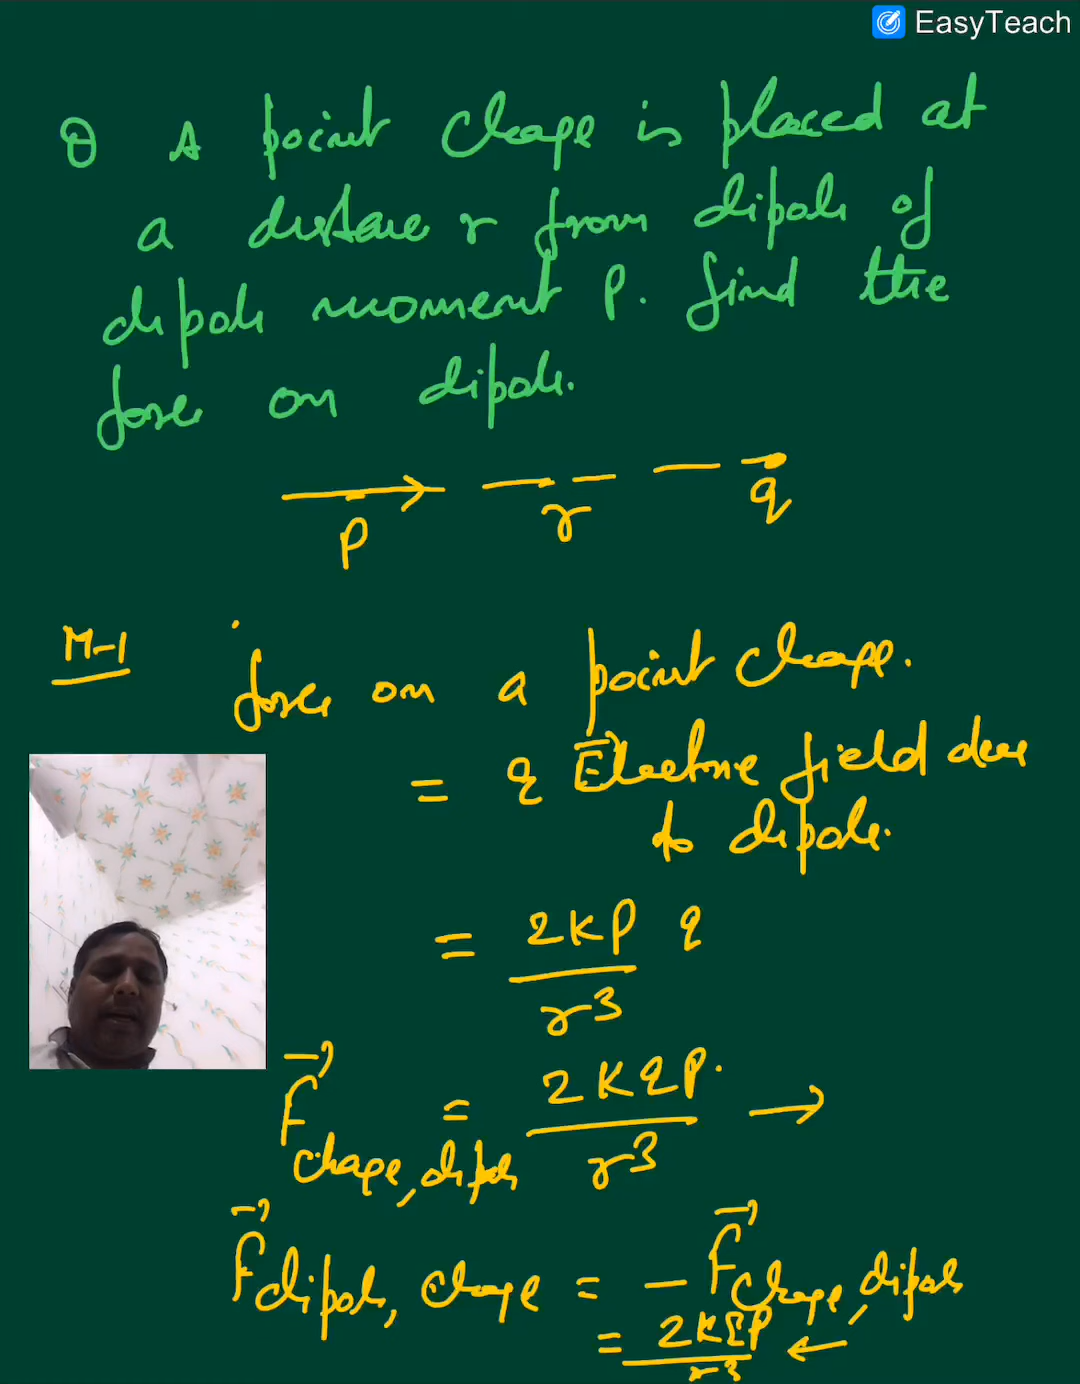 EasyTeach
Q A point charge is placed at
a distance r from dipole of
dipole moment P. find the
force on dipole.
P r q
M-1 force on a point charge.
= q Electric field due
to dipole.
= 2KP q
r3
F = 2KqP. →
charge, dipole r3
F dipole, charge = - F charge, dipole
= 2KqP ←
r3